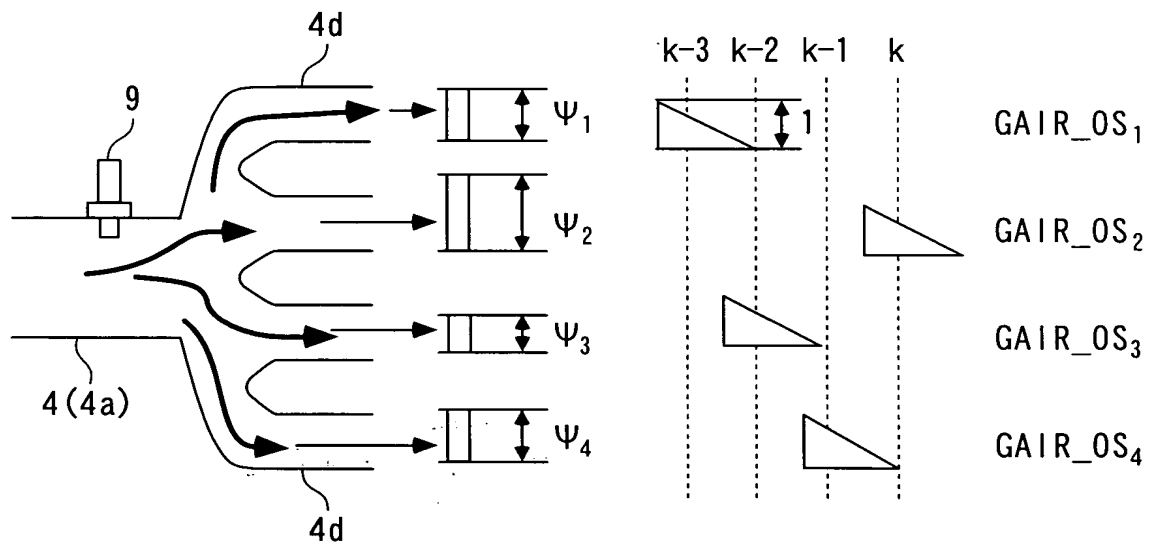 4d
9
4(4a)
4d
Ψ1
Ψ2
Ψ3
Ψ4
k-3 k-2 k-1 k
1
GAIR_OS1
GAIR_OS2
GAIR_OS3
GAIR_OS4